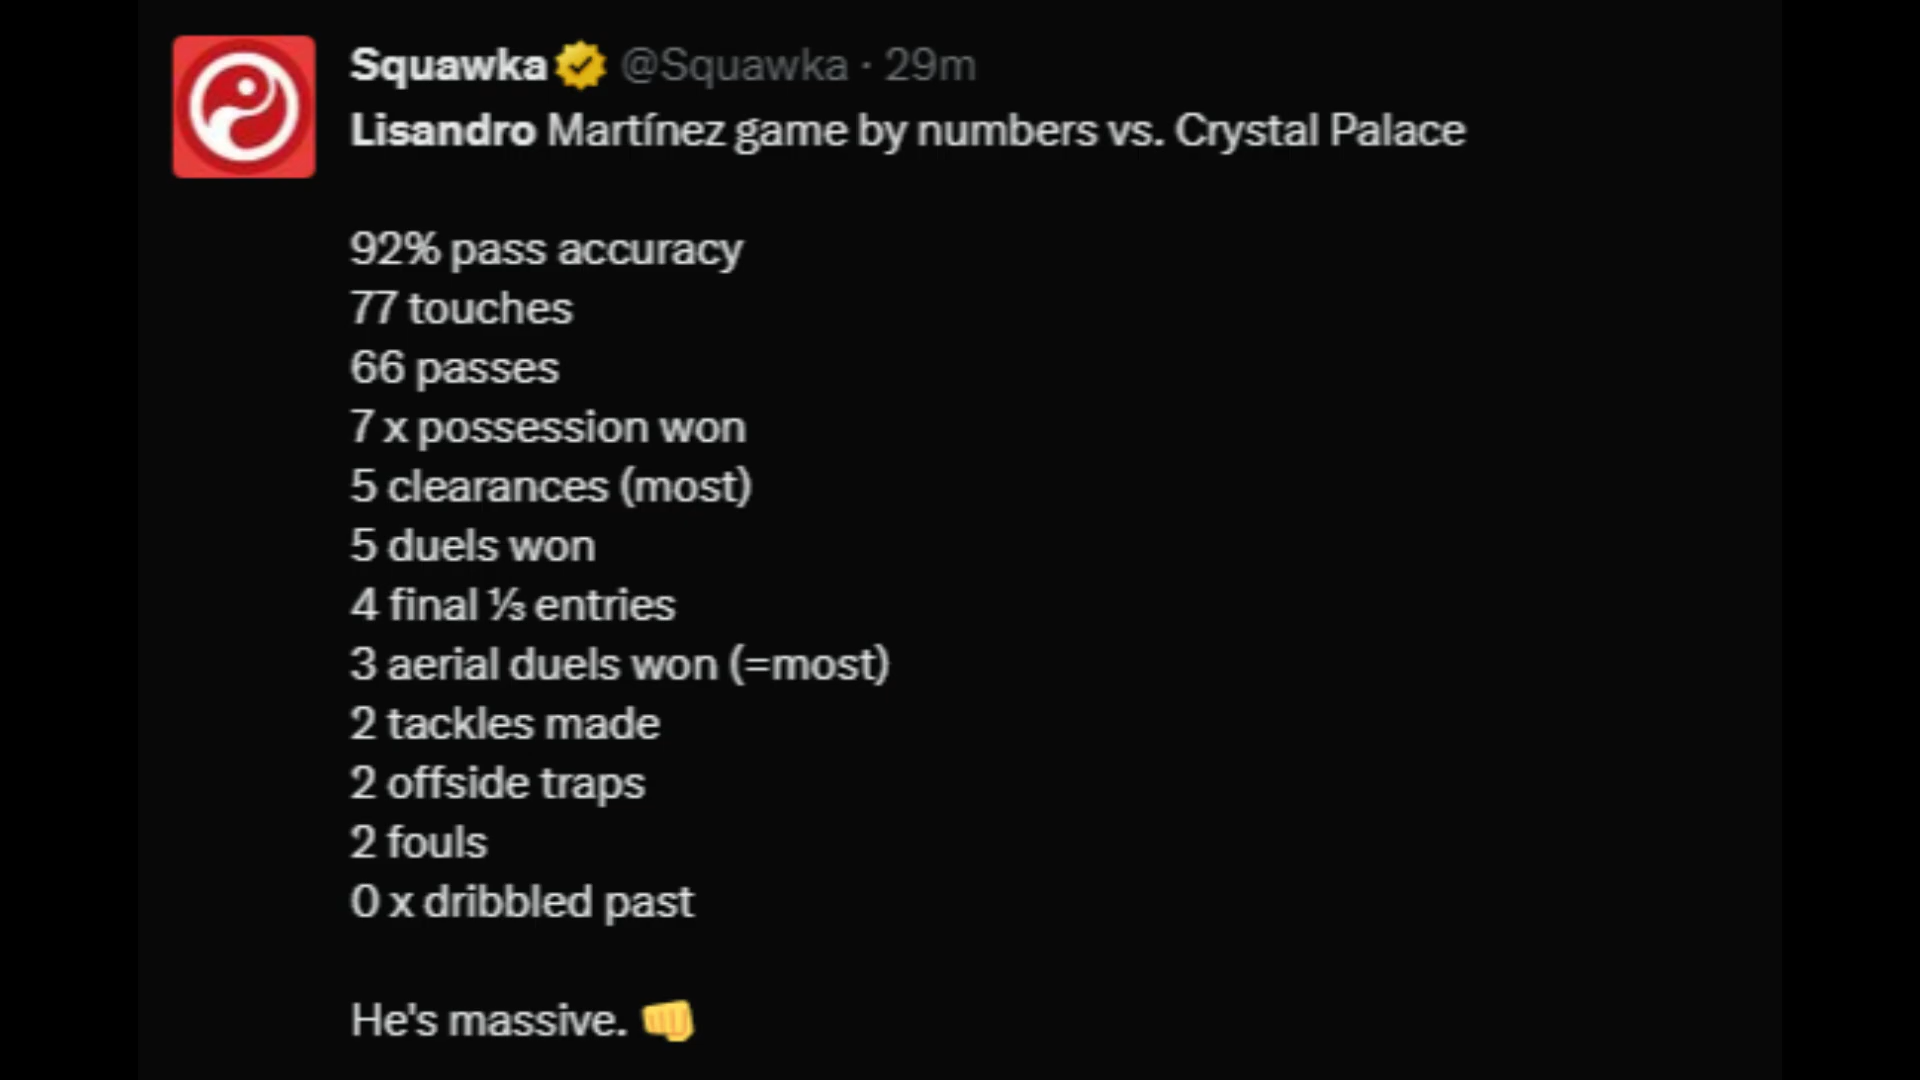 Squawka @Squawka · 29m
Lisandro Martínez game by numbers vs. Crystal Palace
92% pass accuracy
77 touches
66 passes
7 x possession won
5 clearances (most)
5 duels won
4 final ⅓ entries
3 aerial duels won (=most)
2 tackles made
2 offside traps
2 fouls
0 x dribbled past
He's massive. 👊